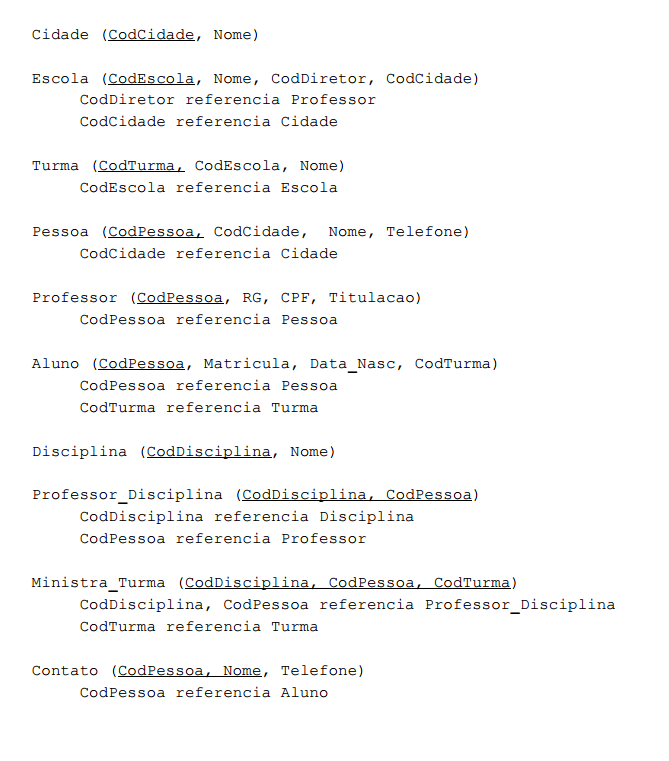 Cidade (CodCidade, Nome)
Escola (CodEscola, Nome, CodDiretor, CodCidade)
CodDiretor referencia Professor
CodCidade referencia Cidade
Turma (CodTurma, CodEscola, Nome)
CodEscola referencia Escola
Pessoa (CodPessoa, CodCidade, Nome, Telefone)
CodCidade referencia Cidade
Professor (CodPessoa, RG, CPF, Titulacao)
CodPessoa referencia Pessoa
Aluno (CodPessoa, Matricula, Data_Nasc, CodTurma)
CodPessoa referencia Pessoa
CodTurma referencia Turma
Disciplina (CodDisciplina, Nome)
Professor_Disciplina (CodDisciplina, CodPessoa)
CodDisciplina referencia Disciplina
CodPessoa referencia Professor
Ministra_Turma (CodDisciplina, CodPessoa, CodTurma)
CodDisciplina, CodPessoa referencia Professor_Disciplina
CodTurma referencia Turma
Contato (CodPessoa, Nome, Telefone)
CodPessoa referencia Aluno